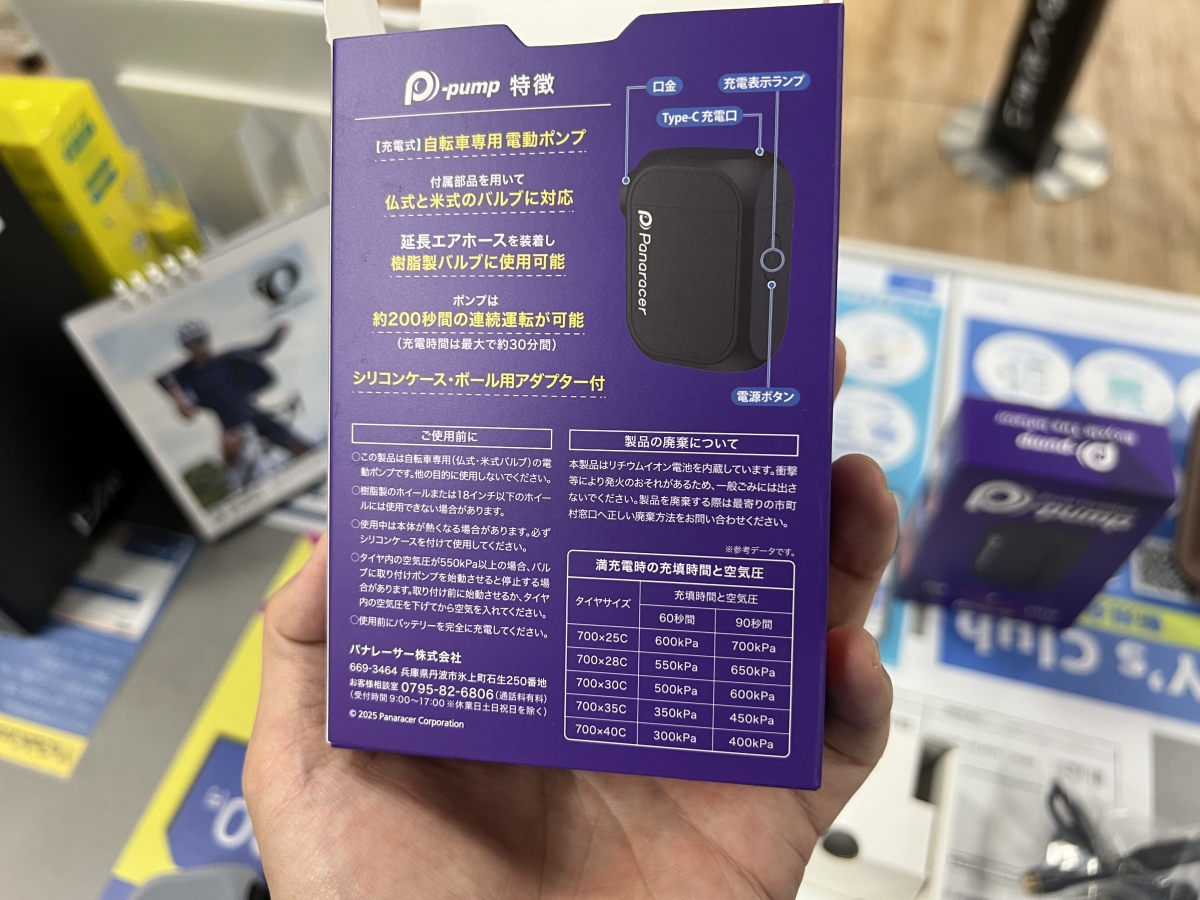 P-pump 特徴
【充電式】自転車専用電動ポンプ
付属部品を用いて
仏式と米式のバルブに対応
延長エアホースを装着し
樹脂製バルブに使用可能
ポンプは
約200秒間の連続運転が可能
(充電時間は最大で約30分間)
シリコンケース・ボール用アダプター付
口金
充電表示ランプ
Type-C 充電口
Panaracer
電源ボタン
ご使用前に
○この製品は自転車専用(仏式・米式バルブ)の電
動ポンプです。他の目的に使用しないでください。
○樹脂製のホイールまたは18インチ以下のホイー
ルには使用できない場合があります。
○使用中は本体が熱くなる場合があります。必ず
シリコンケースを付けて使用してください。
○タイヤ内の空気圧が550kPa以上の場合、バル
ブに取り付けポンプを始動させると停止する場
合があります。取り付け前に始動させるか、タイヤ
内の空気圧を下げてから空気を入れてください。
○使用前にバッテリーを完全に充電してください。
パナレーサー株式会社
669-3464 兵庫県丹波市氷上町石生250番地
お客様相談室 0795-82-6806(通話料有料)
(受付時間 9:00~17:00 ※休業日土日祝日を除く)
© 2025 Panaracer Corporation
製品の廃棄について
本製品はリチウムイオン電池を内蔵しています。衝撃
等により発火のおそれがあるため、一般ごみには出さ
ないでください。製品を廃棄する際は最寄りの市町
村窓口へ正しい廃棄方法をお問い合わせください。
※参考データです。
満充電時の充填時間と空気圧
タイヤサイズ
充填時間と空気圧
60秒間 90秒間
700×25C 600kPa 700kPa
700×28C 550kPa 650kPa
700×30C 500kPa 600kPa
700×35C 350kPa 450kPa
700×40C 300kPa 400kPa
P-pump
y's Club